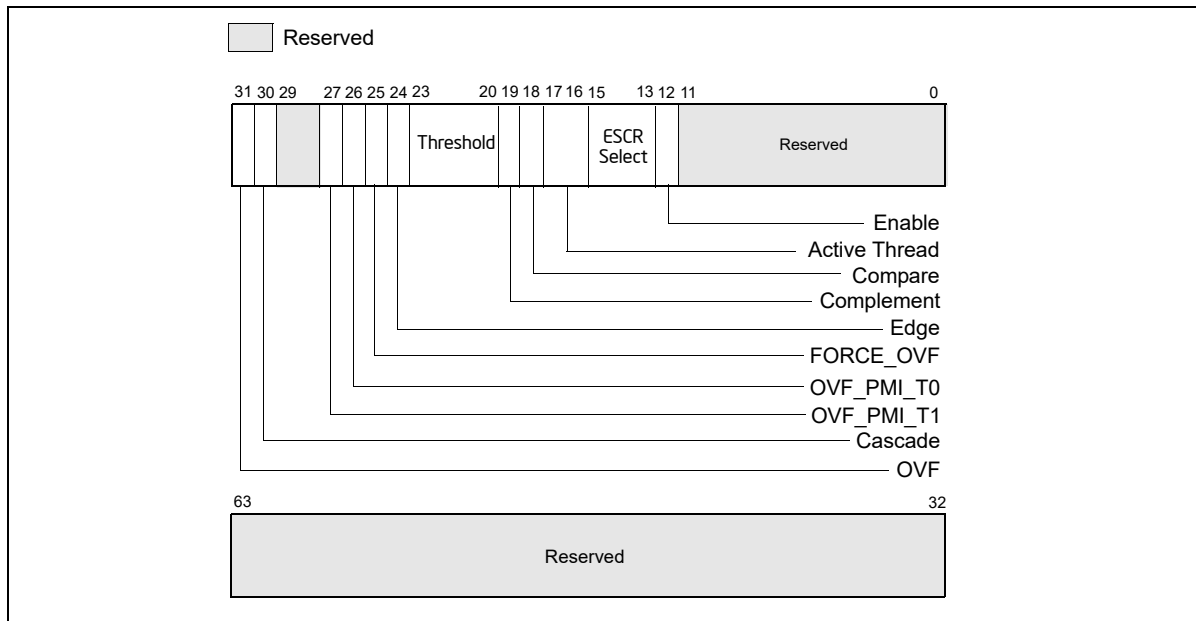 Reserved
31 30 29 27 26 25 24 23 20 19 18 17 16 15 13 12 11 0
Threshold ESCR Select Reserved
Enable
Active Thread
Compare
Complement
Edge
FORCE_OVF
OVF_PMI_T0
OVF_PMI_T1
Cascade
OVF
63 32
Reserved